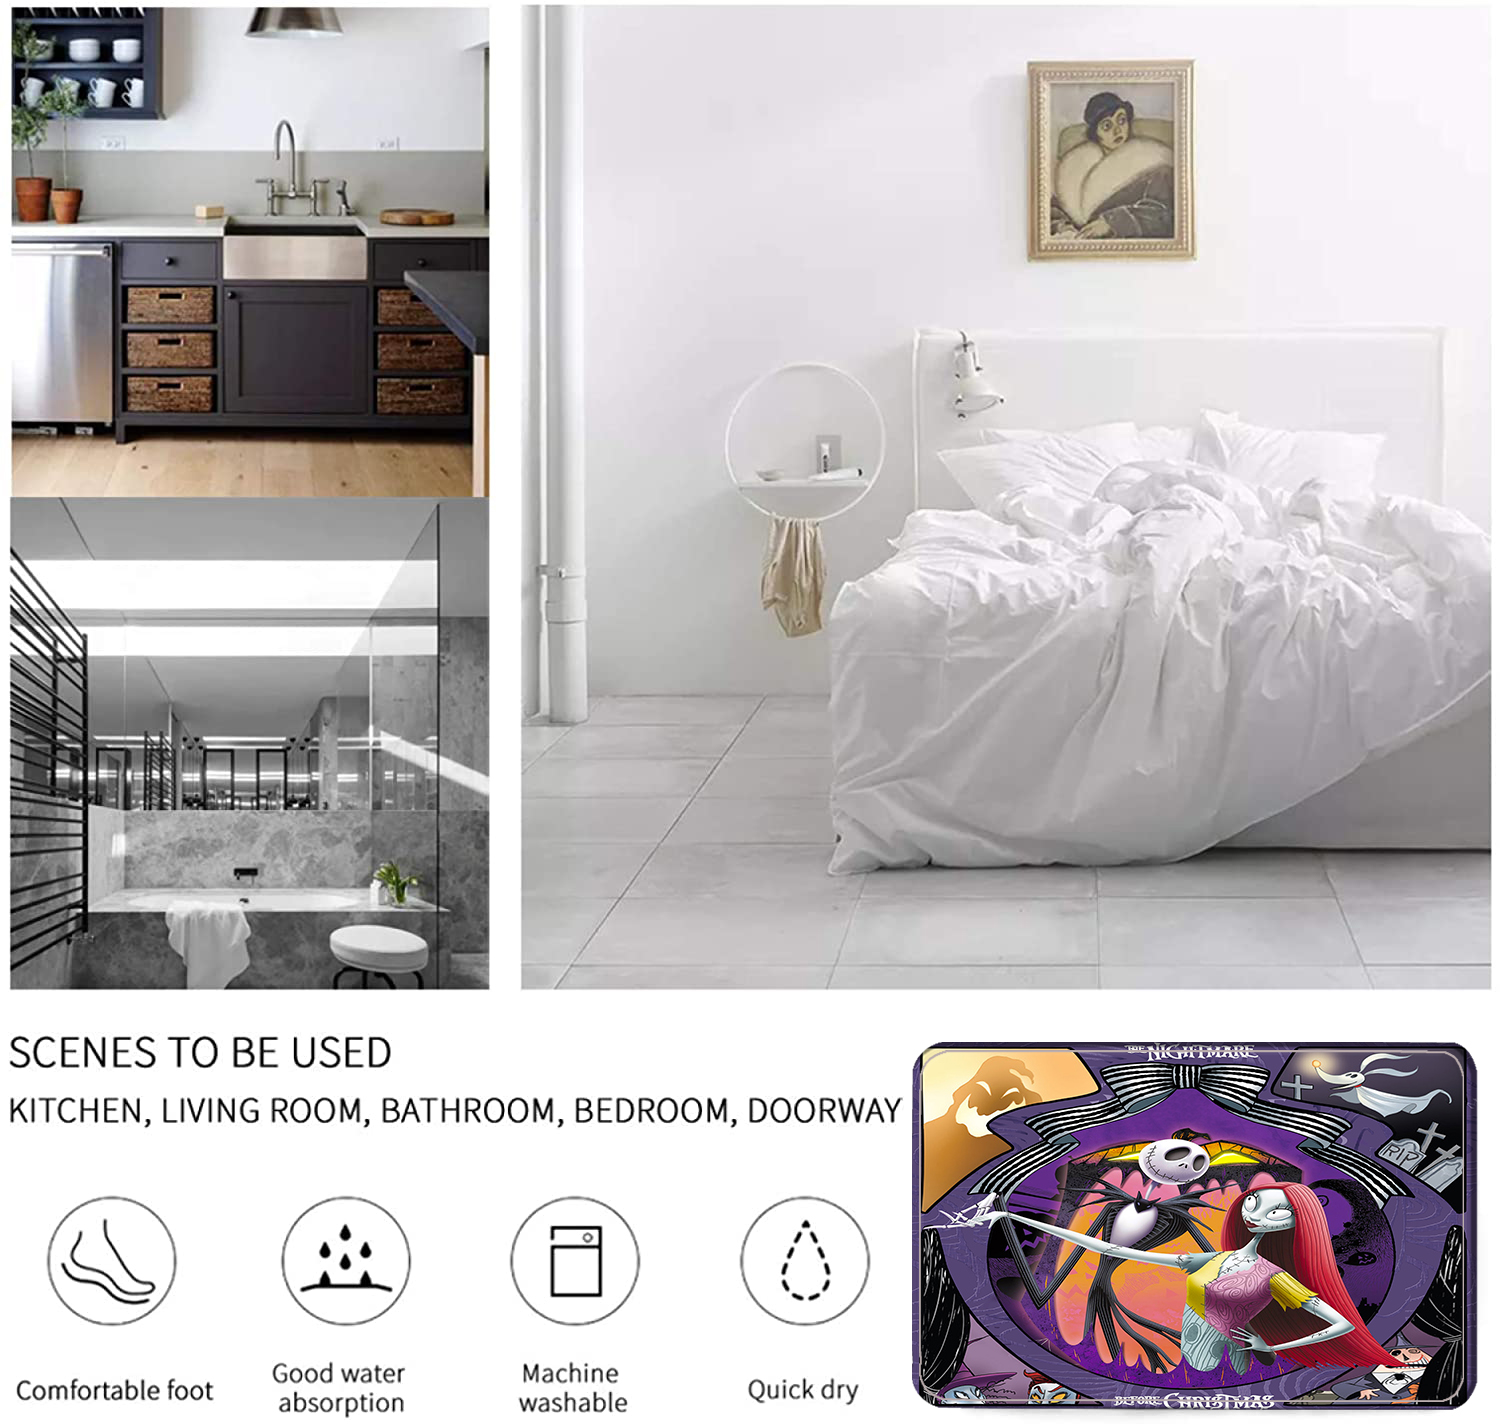 SCENES TO BE USED
KITCHEN, LIVING ROOM, BATHROOM, BEDROOM, DOORWAY
THE NIGHTMARE
RIP
BEFORE CHRISTMAS
Comfortable foot
Good water
absorption
Machine
washable
Quick dry